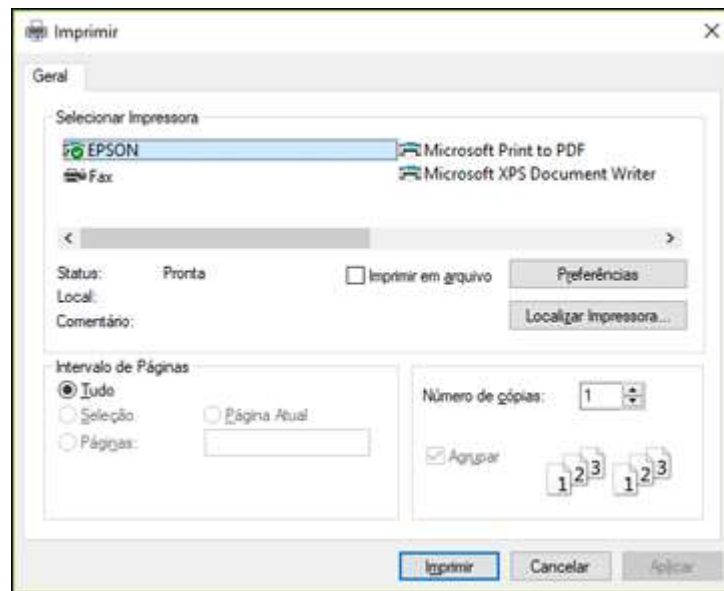 Imprimir
Geral
Selecionar Impressora
EPSON
Microsoft Print to PDF
Fax
Microsoft XPS Document Writer
Status: Pronta
Imprimir em arquivo
Preferências
Local:
Comentário:
Localizar Impressora...
Intervalo de Páginas
Tudo
Seleção
Página Atual
Páginas:
Número de cópias: 1
Agrupar
1 2 3 1 2 3
Imprimir Cancelar Aplicar